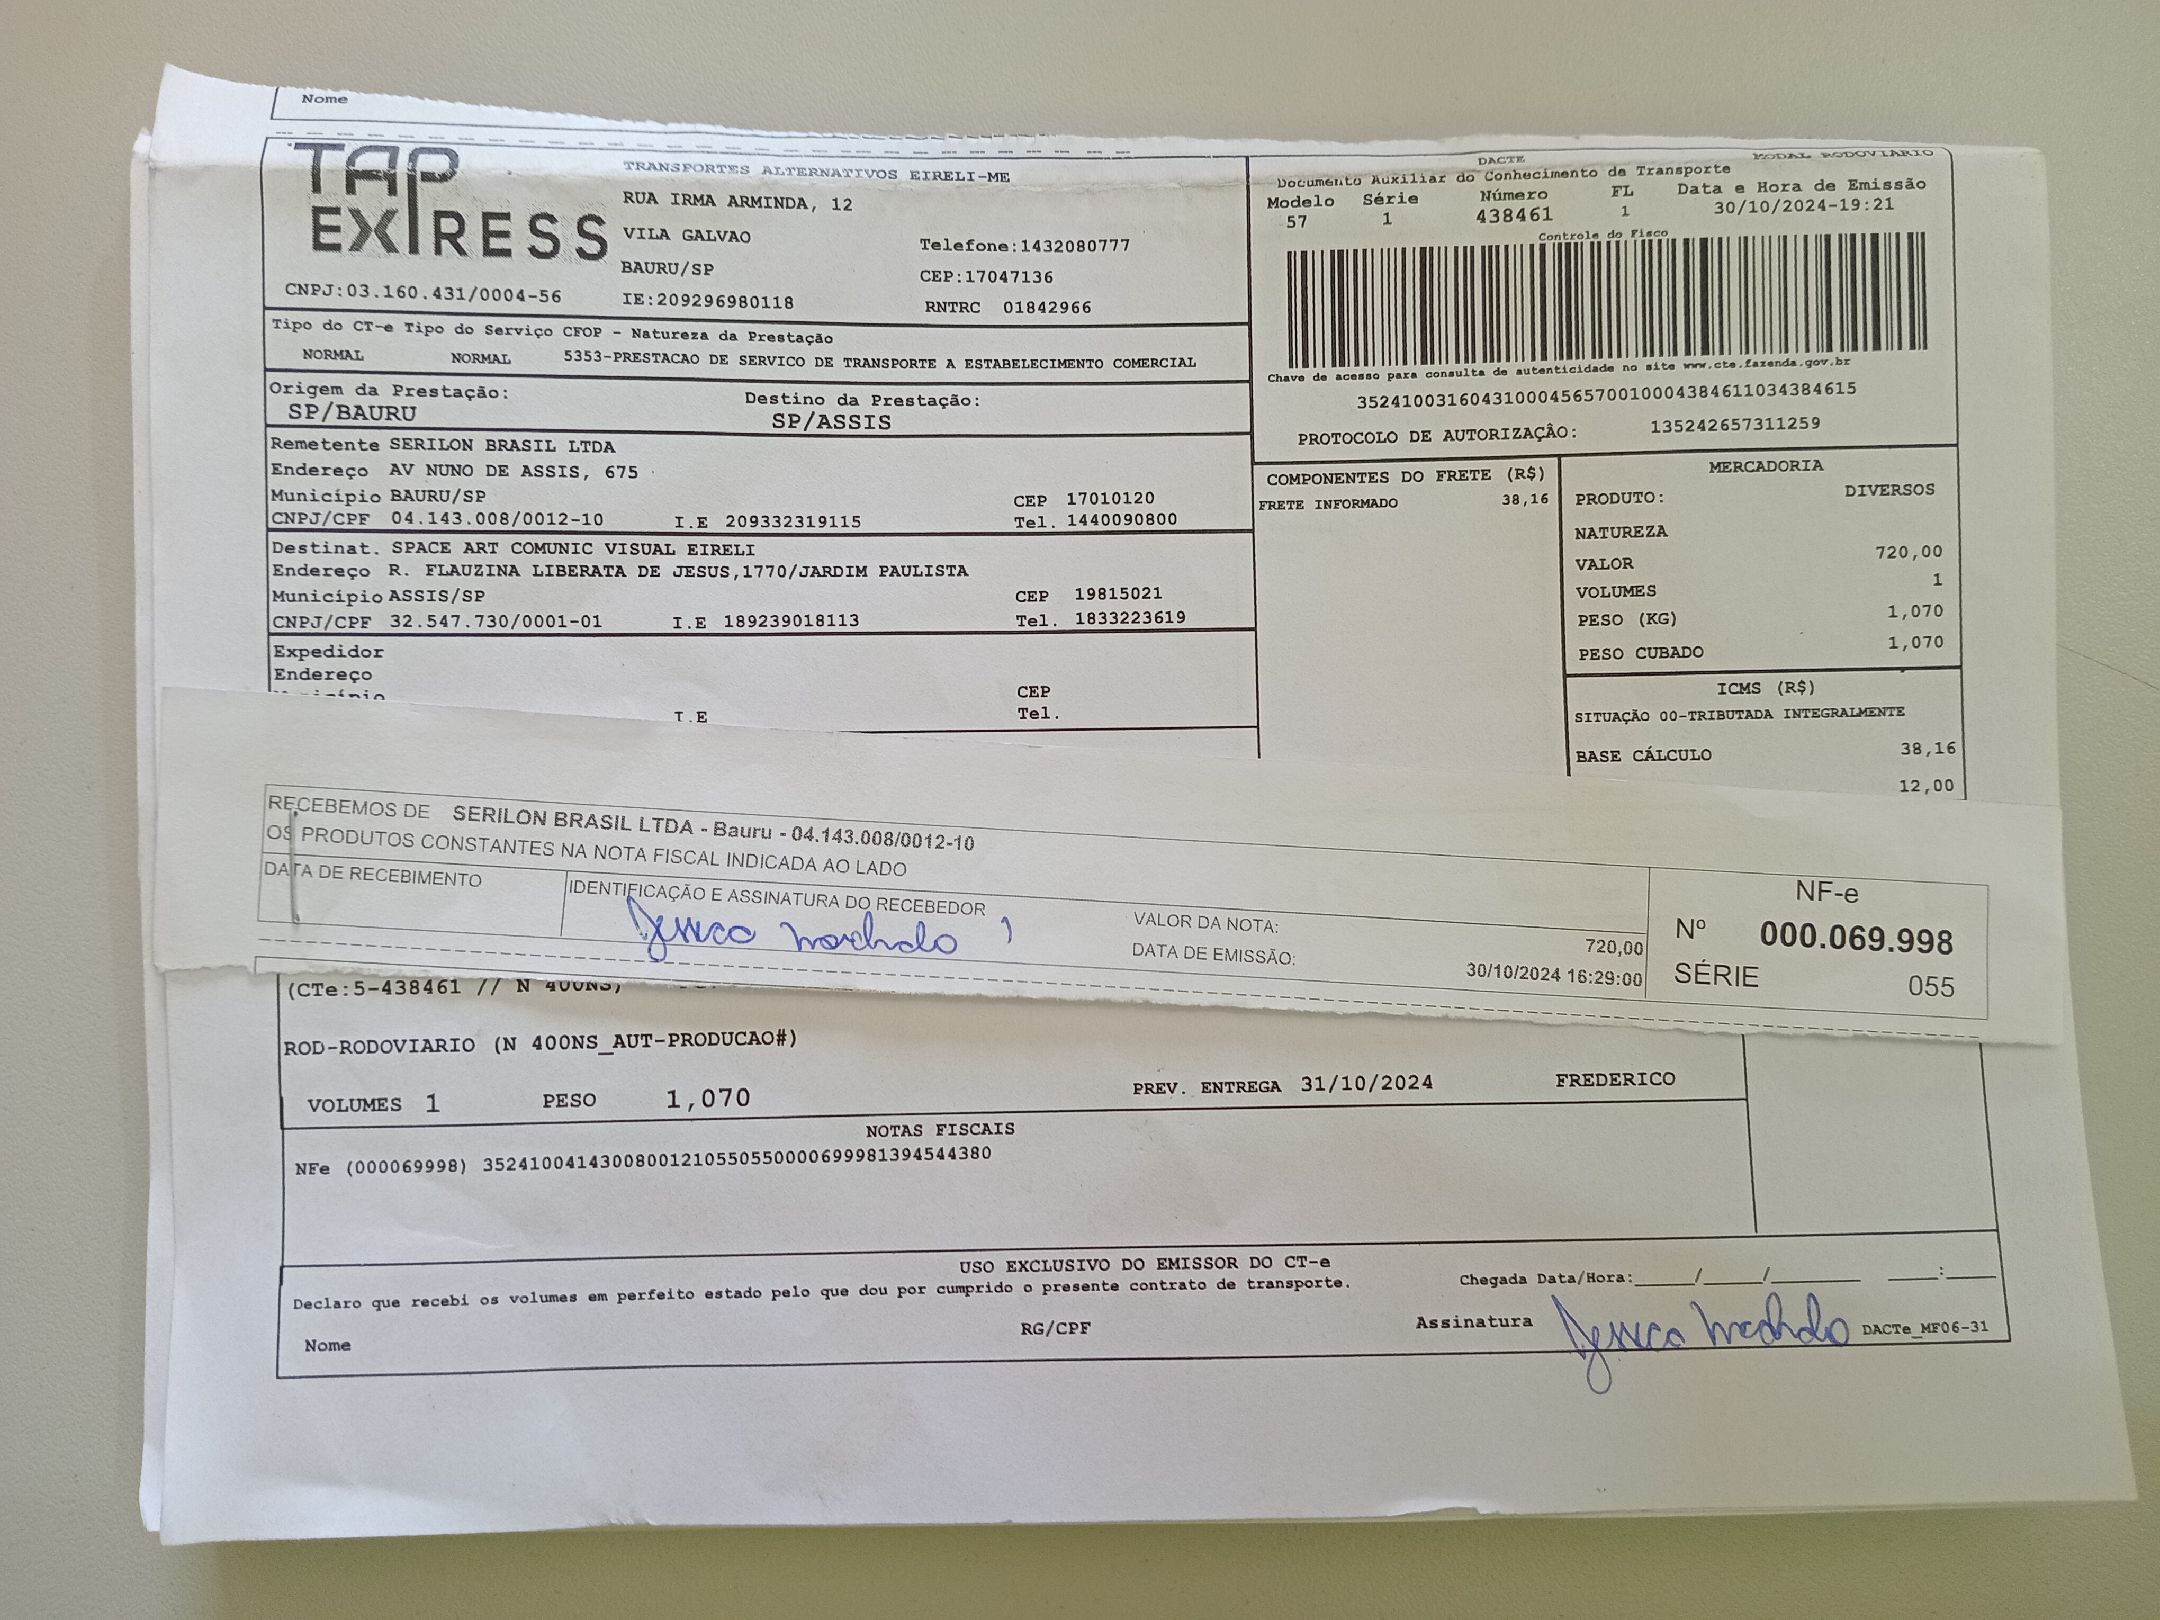 Nome
TAP EXPRESS
TRANSPORTES ALTERNATIVOS EIRELI-ME
RUA IRMA ARMINDA, 12
VILA GALVAO
Telefone:1432080777
BAURU/SP
CEP:17047136
CNPJ:03.160.431/0004-56
IE:209296980118
RNTRC 01842966
DACTE
MODAL RODOVIARIO
Documento Auxiliar do Conhecimento de Transporte
Modelo Série Número FL Data e Hora de Emissão
57 1 438461 1 30/10/2024-19:21
Controle do Fisco
Chave de acesso para consulta de autenticidade no site www.cte.fazenda.gov.br
35241003160431000456570010004384611034384615
PROTOCOLO DE AUTORIZAÇÃO: 135242657311259
Tipo do CT-e Tipo do Serviço CFOP - Natureza da Prestação
NORMAL NORMAL 5353-PRESTACAO DE SERVICO DE TRANSPORTE A ESTABELECIMENTO COMERCIAL
Origem da Prestação: Destino da Prestação:
SP/BAURU SP/ASSIS
Remetente SERILON BRASIL LTDA
Endereço AV NUNO DE ASSIS, 675
Município BAURU/SP CEP 17010120
CNPJ/CPF 04.143.008/0012-10 I.E 209332319115 Tel. 1440090800
Destinat. SPACE ART COMUNIC VISUAL EIRELI
Endereço R. FLAUZINA LIBERATA DE JESUS,1770/JARDIM PAULISTA
Município ASSIS/SP CEP 19815021
CNPJ/CPF 32.547.730/0001-01 I.E 189239018113 Tel. 1833223619
Expedidor
Endereço
CEP
I.E Tel.
COMPONENTES DO FRETE (R$)
FRETE INFORMADO 38,16
MERCADORIA
PRODUTO: DIVERSOS
NATUREZA
VALOR 720,00
VOLUMES 1
PESO (KG) 1,070
PESO CUBADO 1,070
ICMS (R$)
SITUAÇÃO 00-TRIBUTADA INTEGRALMENTE
BASE CÁLCULO 38,16
12,00
RECEBEMOS DE SERILON BRASIL LTDA - Bauru - 04.143.008/0012-10
OS PRODUTOS CONSTANTES NA NOTA FISCAL INDICADA AO LADO
DATA DE RECEBIMENTO
IDENTIFICAÇÃO E ASSINATURA DO RECEBEDOR
Jessica Machado
VALOR DA NOTA: 720,00
DATA DE EMISSÃO: 30/10/2024 16:29:00
NF-e
Nº 000.069.998
SÉRIE 055
(CTe:5-438461 // N 400NS)
ROD-RODOVIARIO (N 400NS_AUT-PRODUCAO#)
VOLUMES 1 PESO 1,070 PREV. ENTREGA 31/10/2024 FREDERICO
NOTAS FISCAIS
NFe (000069998) 35241004143008001210550550000699981394544380
USO EXCLUSIVO DO EMISSOR DO CT-e
Declaro que recebi os volumes em perfeito estado pelo que dou por cumprido o presente contrato de transporte.
Chegada Data/Hora:_____/_____/________ ____:____
Nome RG/CPF Assinatura Jessica Machado DACTe_MF06-31